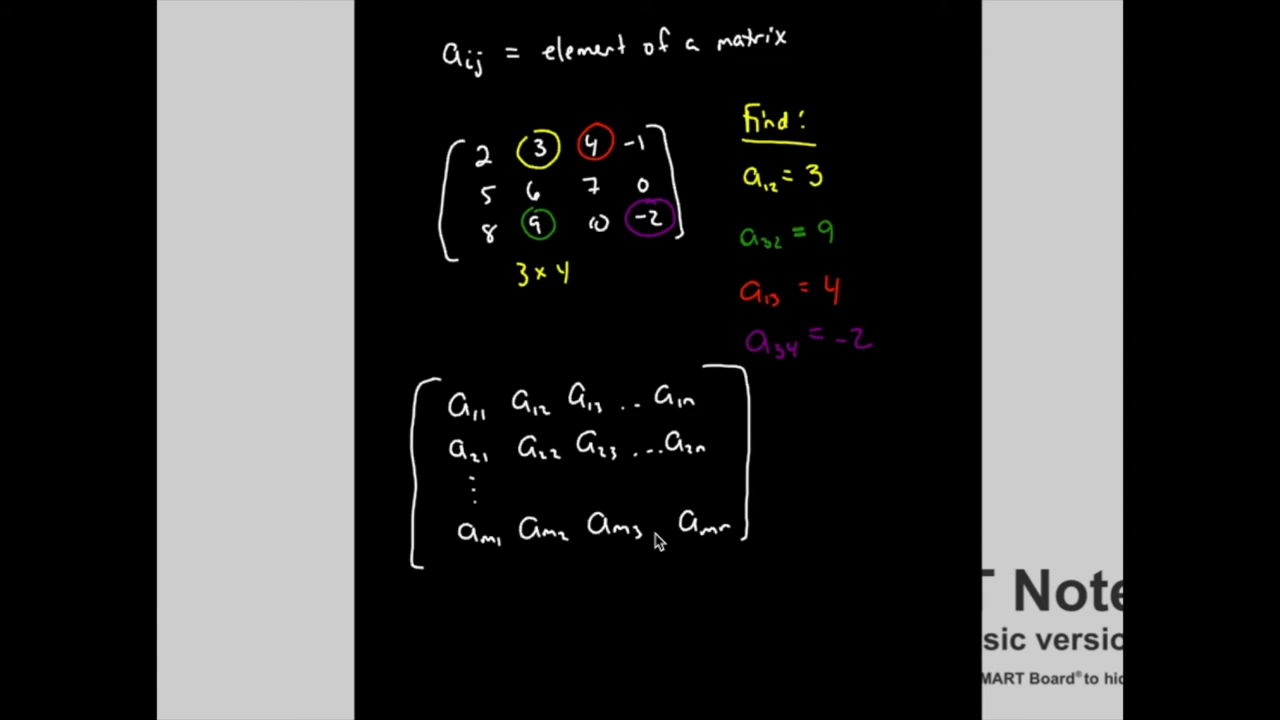 aij = element of a matrix
Find:
2 3 4 -1
a12 = 3
5 6 7 0
8 9 10 -2
a32 = 9
3 × 4
a13 = 4
a34 = -2
a11 a12 a13 .. a1n
a21 a22 a23 ... a2n
⋮
am1 am2 am3 amn
Note
sic versio
MART Board® to hid